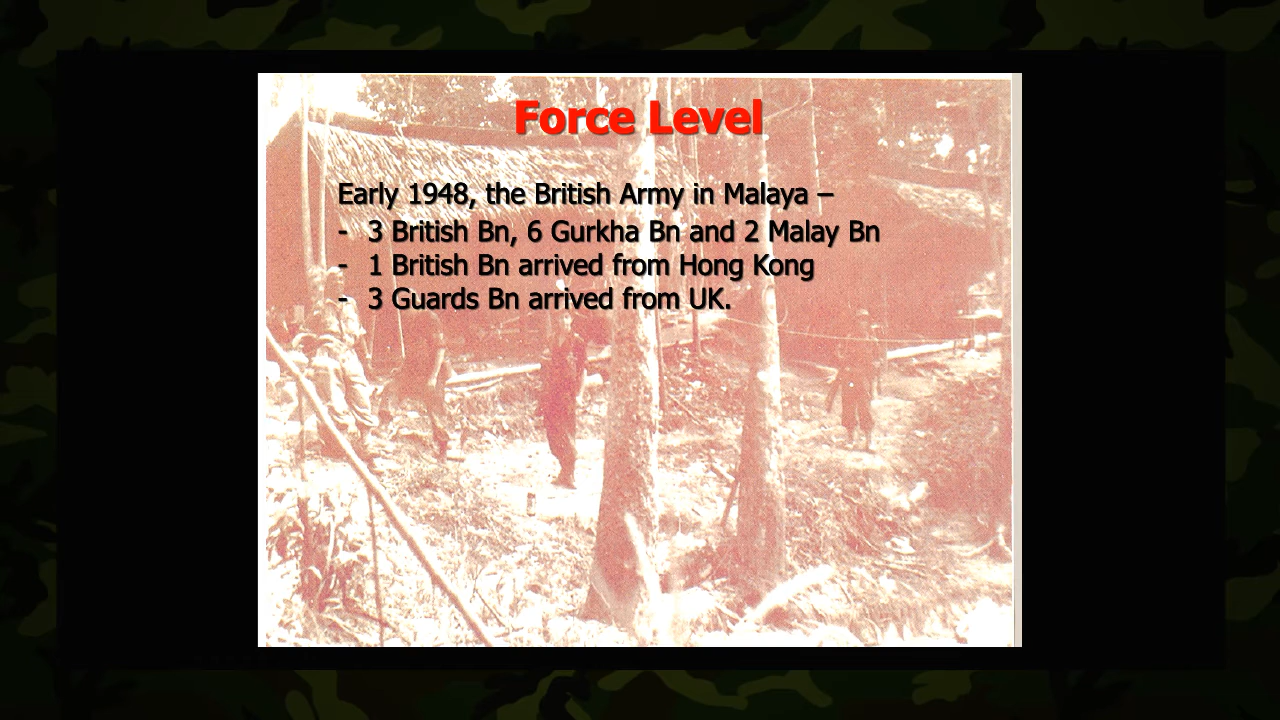 Force Level
Early 1948, the British Army in Malaya –
- 3 British Bn, 6 Gurkha Bn and 2 Malay Bn
- 1 British Bn arrived from Hong Kong
- 3 Guards Bn arrived from UK.